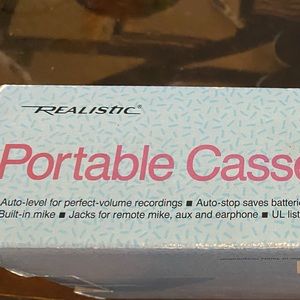 REALISTIC®
Portable Casse
Auto-level for perfect-volume recordings ■ Auto-stop saves batterie
Built-in mike ■ Jacks for remote mike, aux and earphone ■ UL list